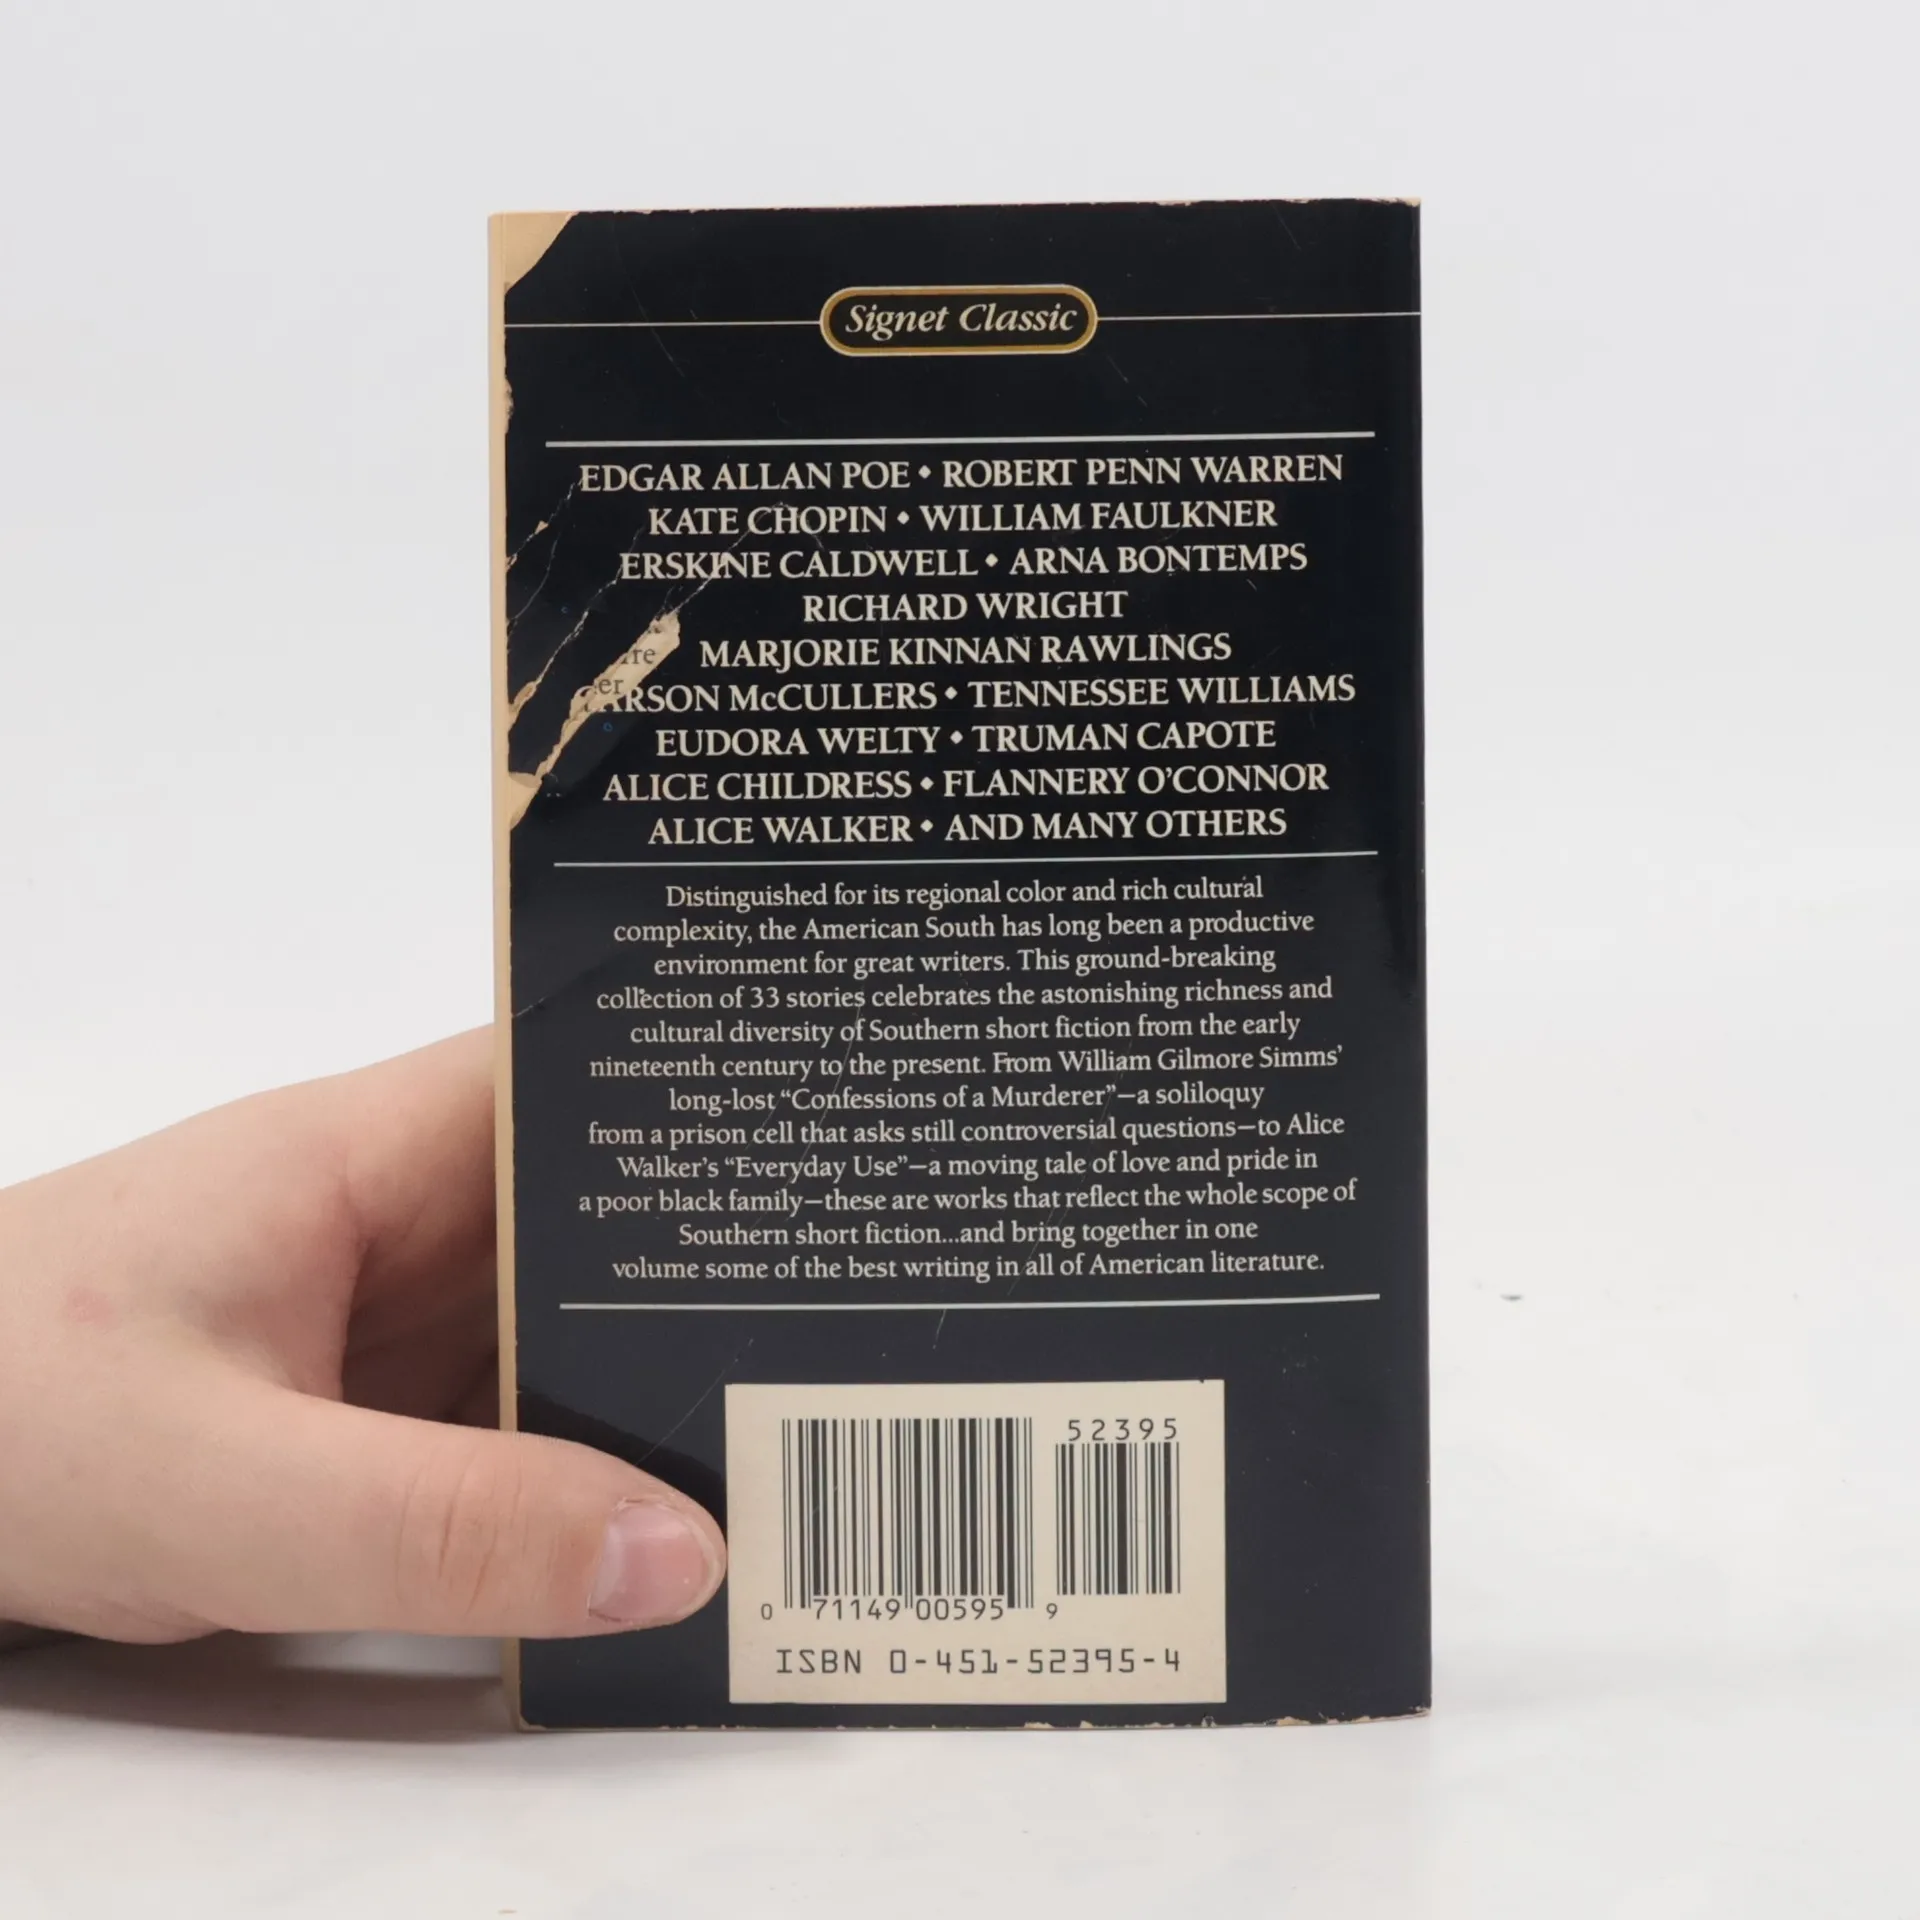 Signet Classic
EDGAR ALLAN POE • ROBERT PENN WARREN
KATE CHOPIN • WILLIAM FAULKNER
ERSKINE CALDWELL • ARNA BONTEMPS
RICHARD WRIGHT
MARJORIE KINNAN RAWLINGS
McCULLERS • TENNESSEE WILLIAMS
EUDORA WELTY • TRUMAN CAPOTE
ALICE CHILDRESS • FLANNERY O'CONNOR
ALICE WALKER • AND MANY OTHERS
Distinguished for its regional color and rich cultural
complexity, the American South has long been a productive
environment for great writers. This ground-breaking
collection of 33 stories celebrates the astonishing richness and
cultural diversity of Southern short fiction from the early
nineteenth century to the present. From William Gilmore Simms'
long-lost “Confessions of a Murderer”—a soliloquy
from a prison cell that asks still controversial questions—to Alice
Walker's “Everyday Use”—a moving tale of love and pride in
a poor black family—these are works that reflect the whole scope of
Southern short fiction...and bring together in one
volume some of the best writing in all of American literature.
52395
0 71149 00595 9
ISBN 0-451-52395-4